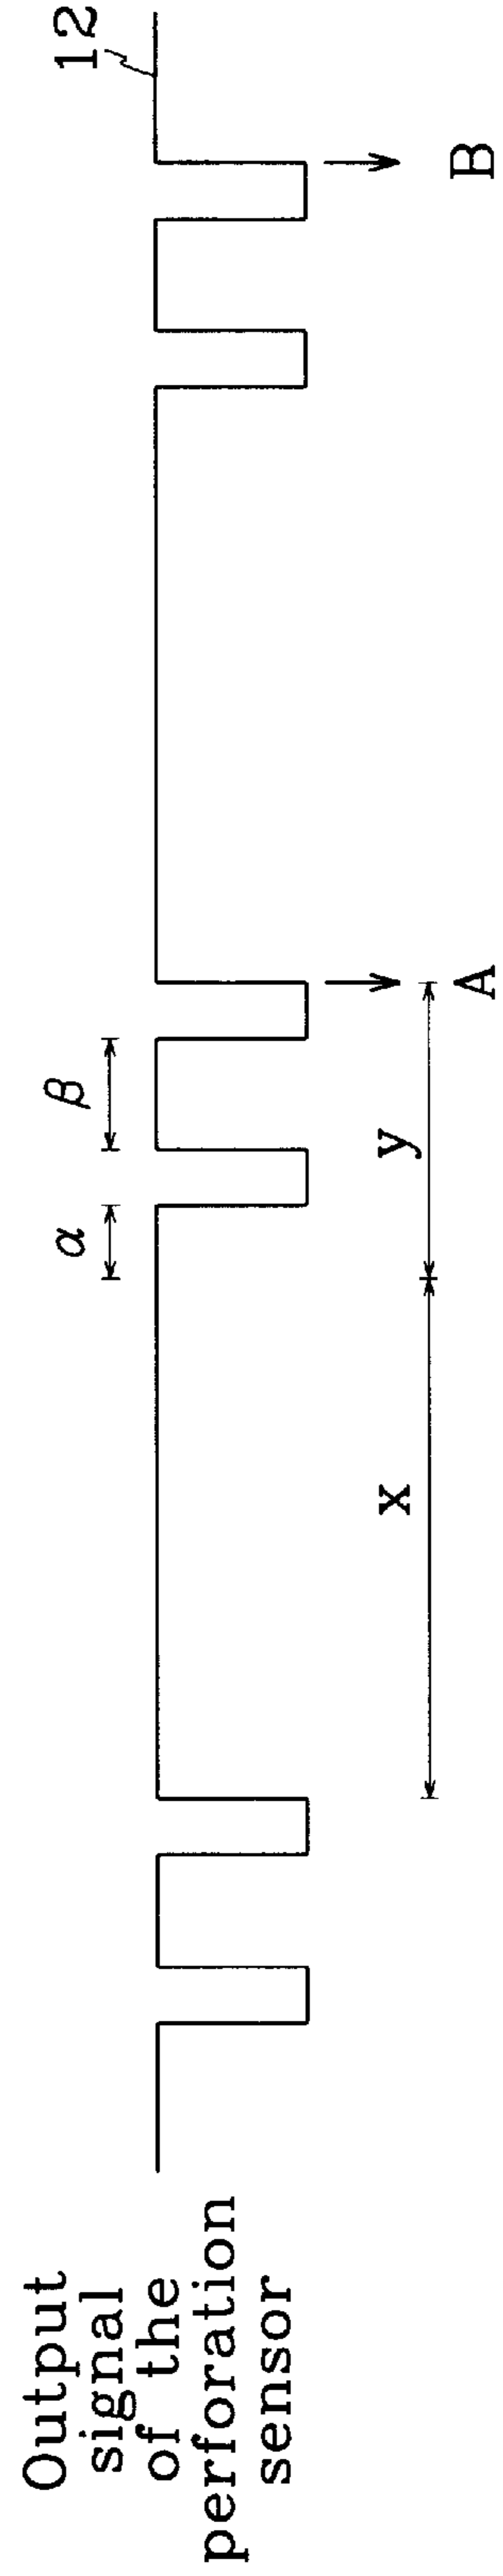 Output
signal
of the
perforation
sensor
12
α
β
x
y
A
B